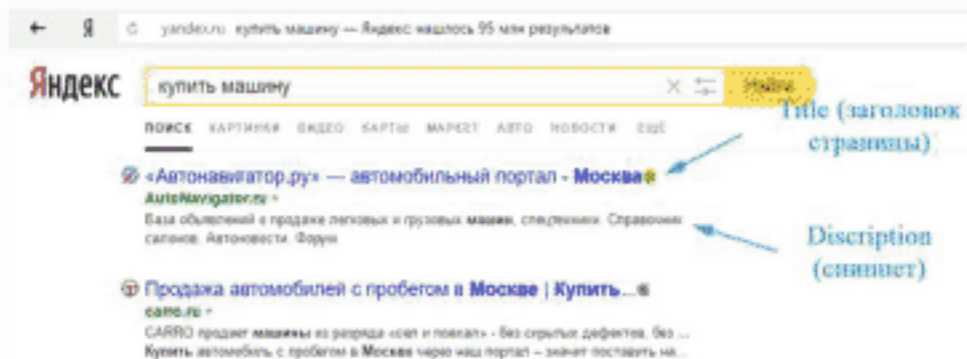 yandex.ru купить машину — Яндекс: нашлось 95 млн результатов
Яндекс
купить машину
Найти
ПОИСК КАРТИНКИ ВИДЕО КАРТЫ МАРКЕТ АВТО НОВОСТИ ЕЩЁ
Title (заголовок
страницы)
«Автонавигатор.ру» — автомобильный портал - Москва
AutoNavigator.ru
База объявлений о продаже легковых и грузовых машин, спецтехники. Справочник
салонов. Автоновости. Форум.
Discription
(сниппет)
Продажа автомобилей с пробегом в Москве | Купить...
carro.ru
CARRO продает машины из разряда «сел и поехал» - без скрытых дефектов, без ...
Купить автомобиль с пробегом в Москве через наш портал – значит поставить на...